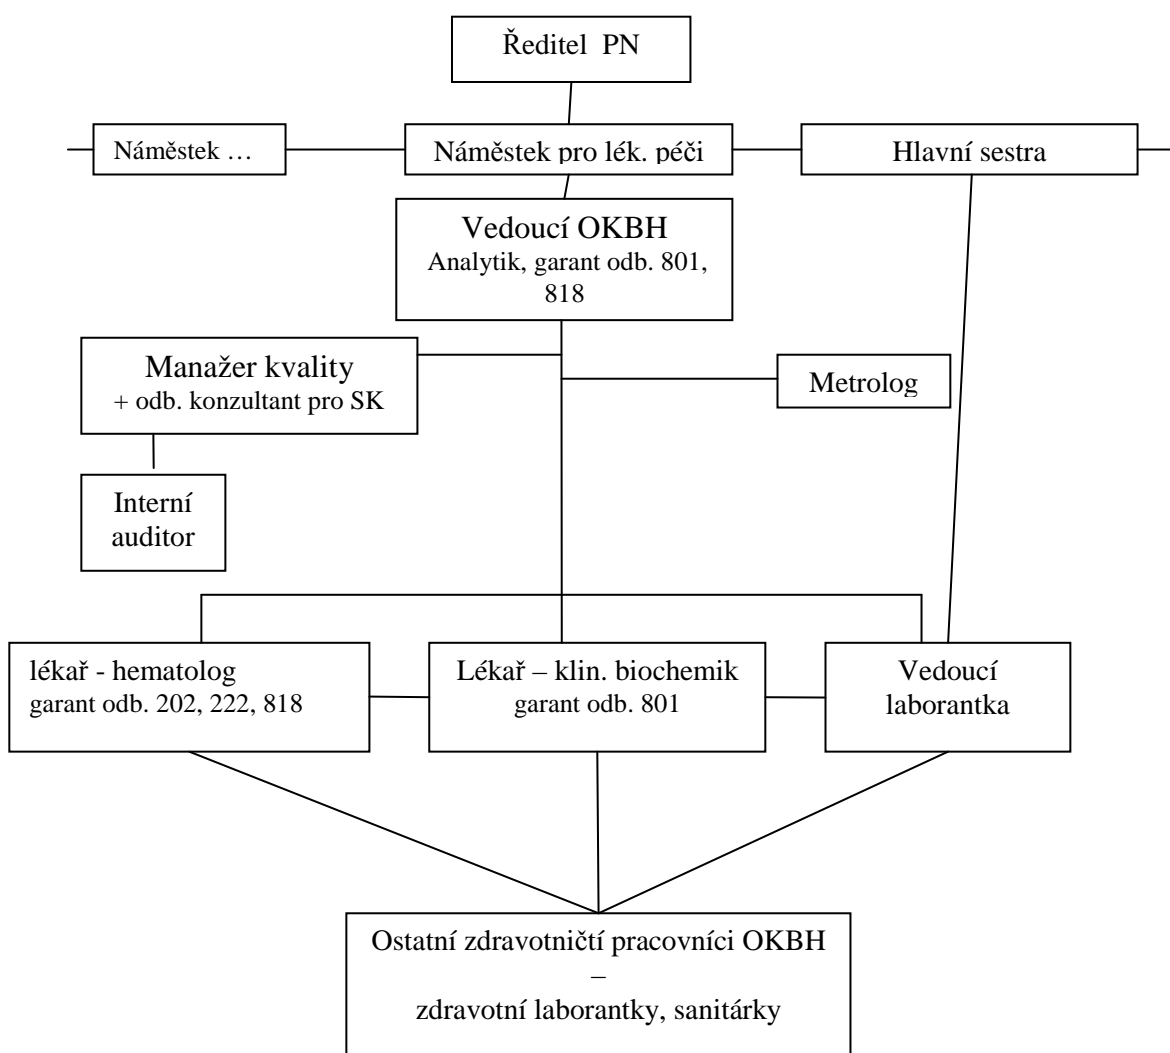 Ředitel PN
Náměstek …
Náměstek pro lék. péči
Hlavní sestra
Vedoucí OKBH
Analytik, garant odb. 801,
818
Manažer kvality
+ odb. konzultant pro SK
Metrolog
Interní
auditor
lékař - hematolog
garant odb. 202, 222, 818
Lékař – klin. biochemik
garant odb. 801
Vedoucí
laborantka
Ostatní zdravotničtí pracovníci OKBH
–
zdravotní laborantky, sanitárky